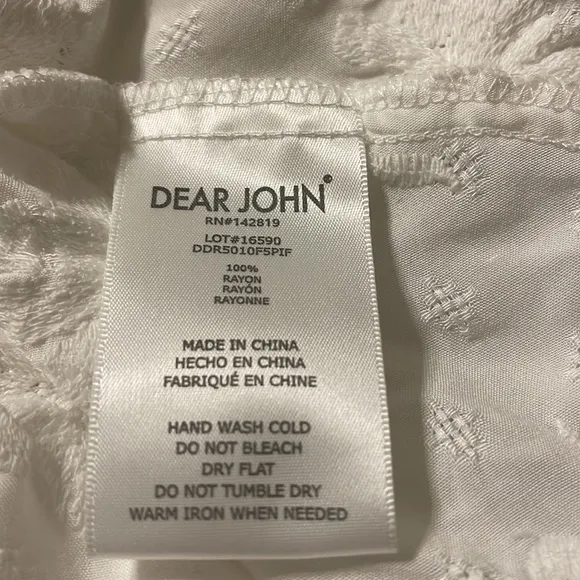 DEAR JOHN®
RN#142819
LOT#16590
DDR5010F5PIF
100%
RAYON
RAYÓN
RAYONNE
MADE IN CHINA
HECHO EN CHINA
FABRIQUÉ EN CHINE
HAND WASH COLD
DO NOT BLEACH
DRY FLAT
DO NOT TUMBLE DRY
WARM IRON WHEN NEEDED